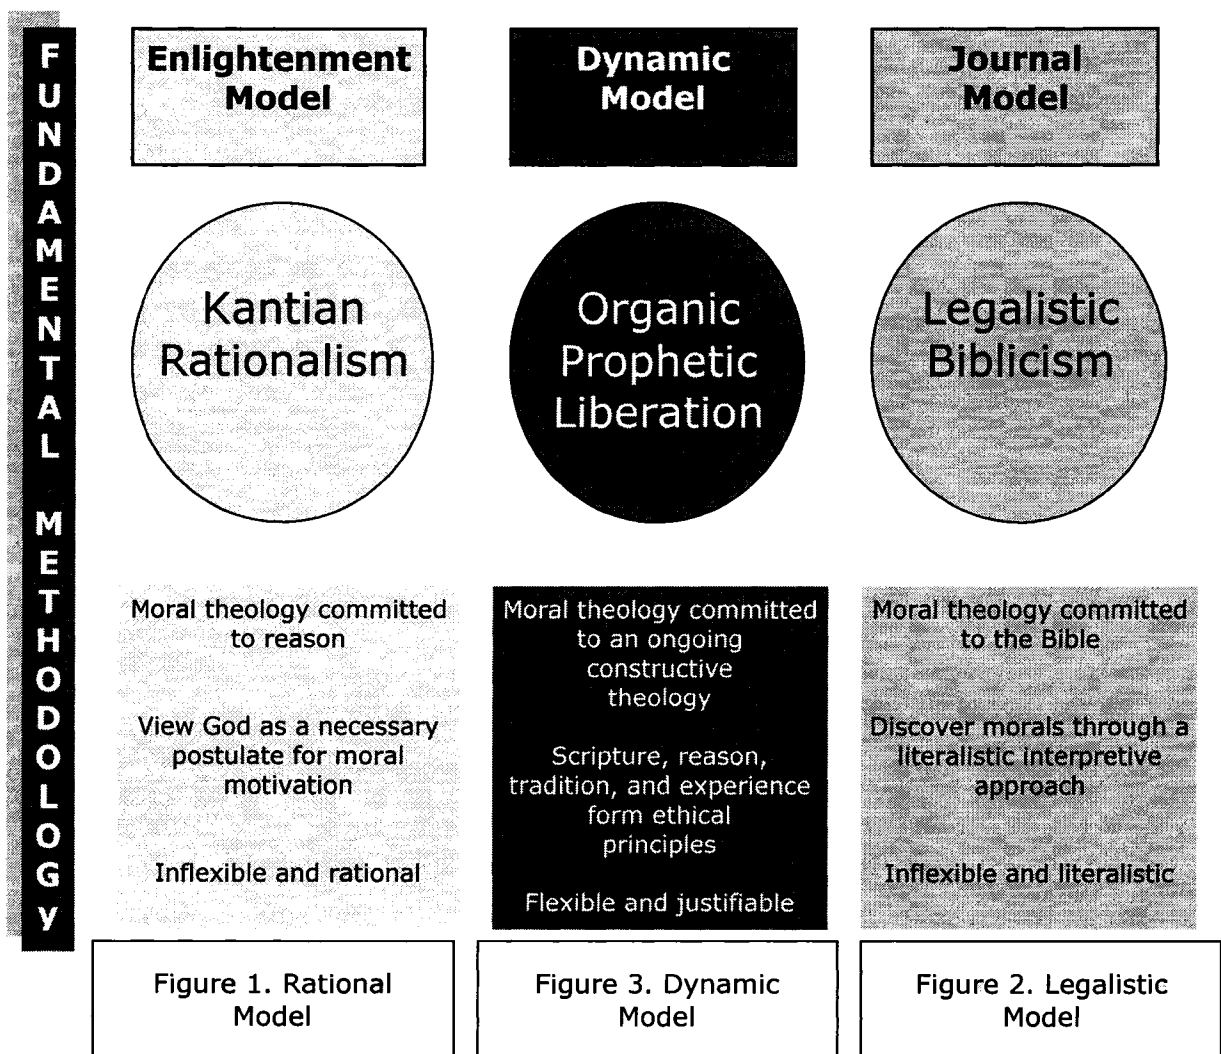 FUNDAMENTAL METHODOLOGy
Enlightenment
Model
Kantian
Rationalism
Moral theology committed
to reason
View God as a necessary
postulate for moral
motivation
Inflexible and rational
Figure 1. Rational
Model
Dynamic
Model
Organic
Prophetic
Liberation
Moral theology committed
to an ongoing
constructive
theology
Scripture, reason,
tradition, and experience
form ethical
principles
Flexible and justifiable
Figure 3. Dynamic
Model
Journal
Model
Legalistic
Biblicism
Moral theology committed
to the Bible
Discover morals through a
literalistic interpretive
approach
Inflexible and literalistic
Figure 2. Legalistic
Model